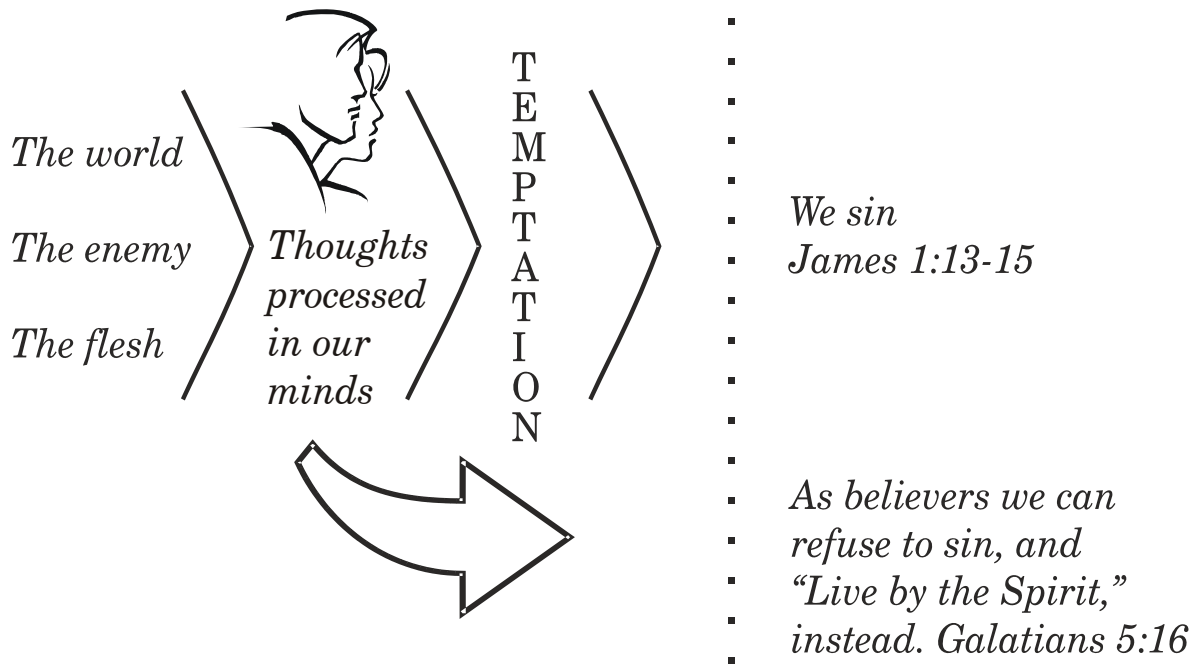 The world
The enemy
The flesh
Thoughts
processed
in our
minds
TEMPTATION
We sin
James 1:13-15
As believers we can
refuse to sin, and
“Live by the Spirit,”
instead. Galatians 5:16